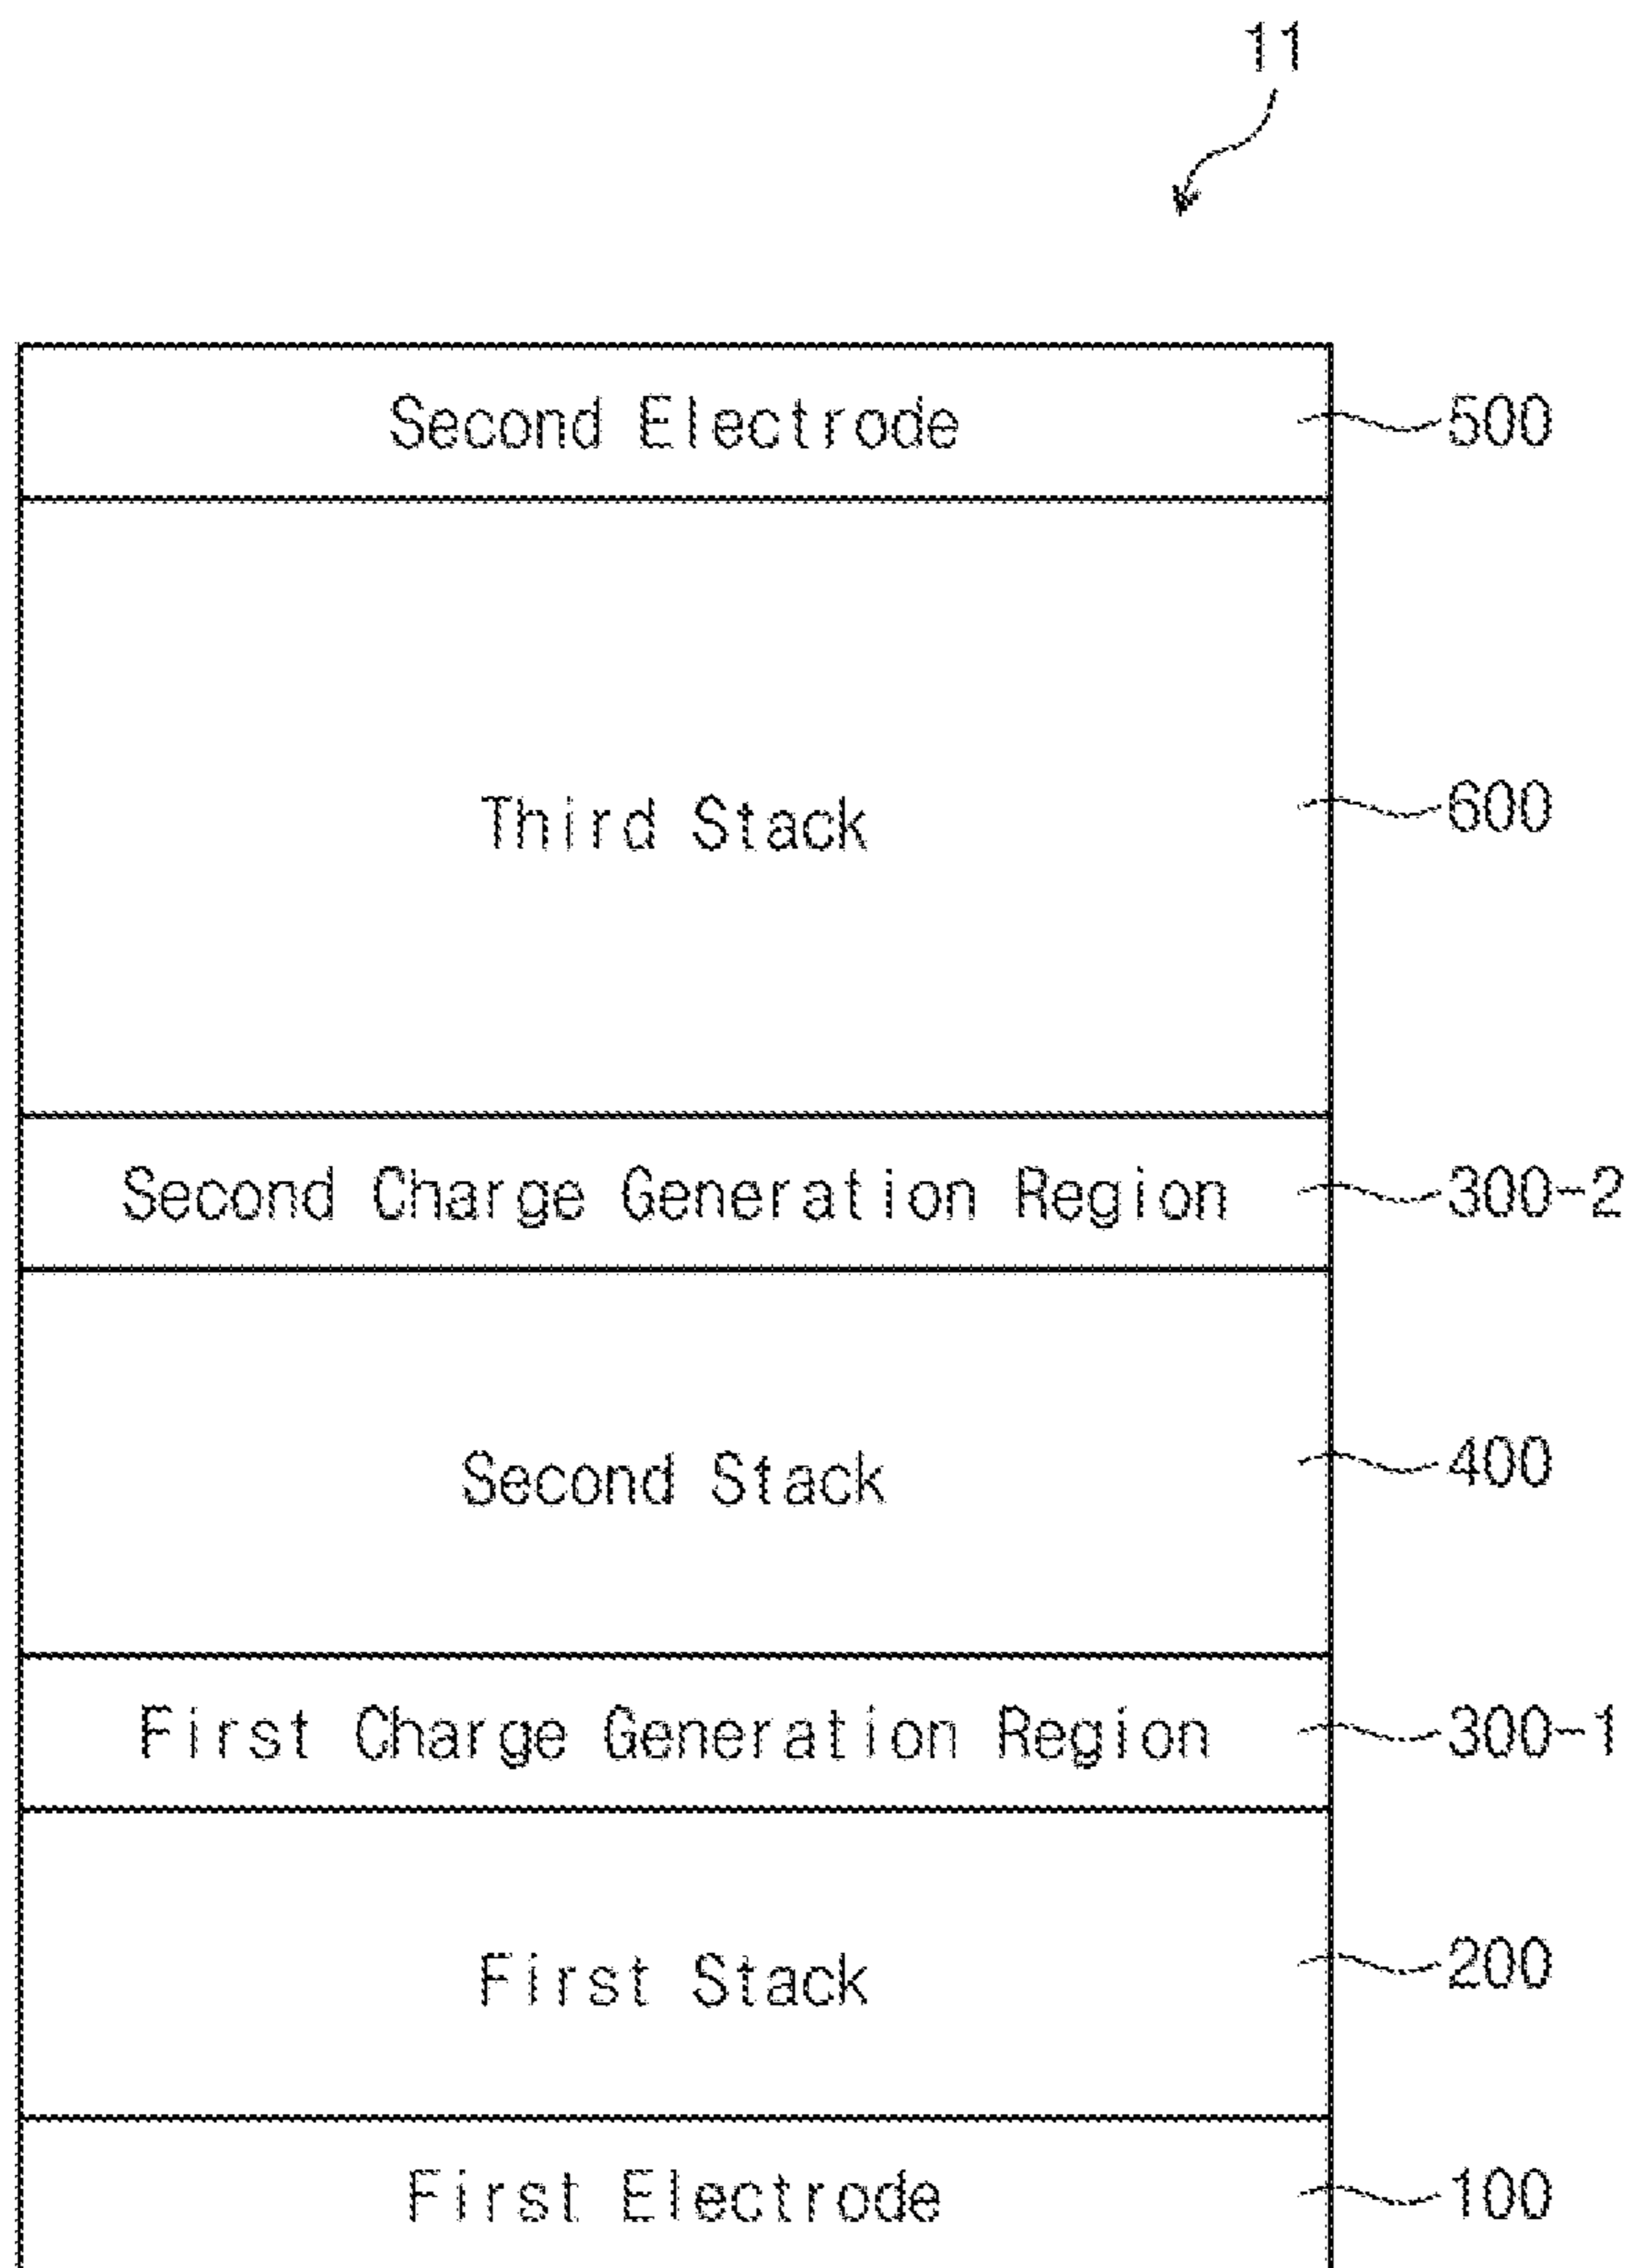 11
Second Electrode 500
Third Stack 600
Second Charge Generation Region 300-2
Second Stack 400
First Charge Generation Region 300-1
First Stack 200
First Electrode 100